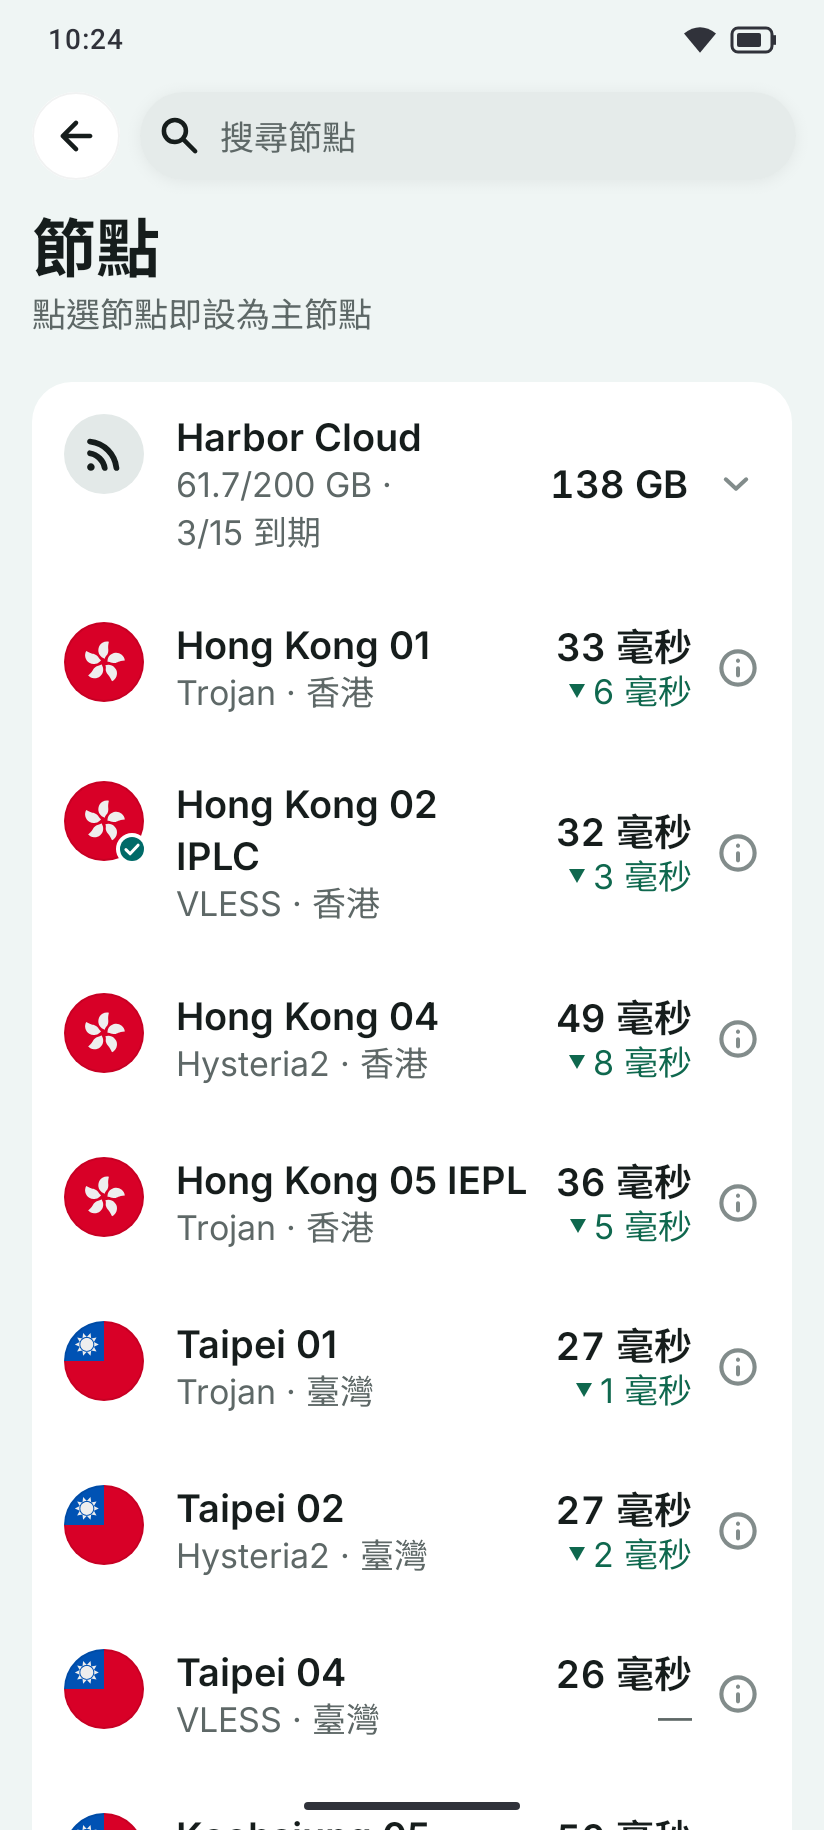 10:24
搜尋節點
節點
點選節點即設為主節點
Harbor Cloud
61.7/200 GB ·
3/15 到期
138 GB
Hong Kong 01
Trojan · 香港
33 毫秒
▼6 毫秒
Hong Kong 02
IPLC
VLESS · 香港
32 毫秒
▼3 毫秒
Hong Kong 04
Hysteria2 · 香港
49 毫秒
▼8 毫秒
Hong Kong 05 IEPL
Trojan · 香港
36 毫秒
▼5 毫秒
Taipei 01
Trojan · 臺灣
27 毫秒
▼1 毫秒
Taipei 02
Hysteria2 · 臺灣
27 毫秒
▼2 毫秒
Taipei 04
VLESS · 臺灣
26 毫秒
—